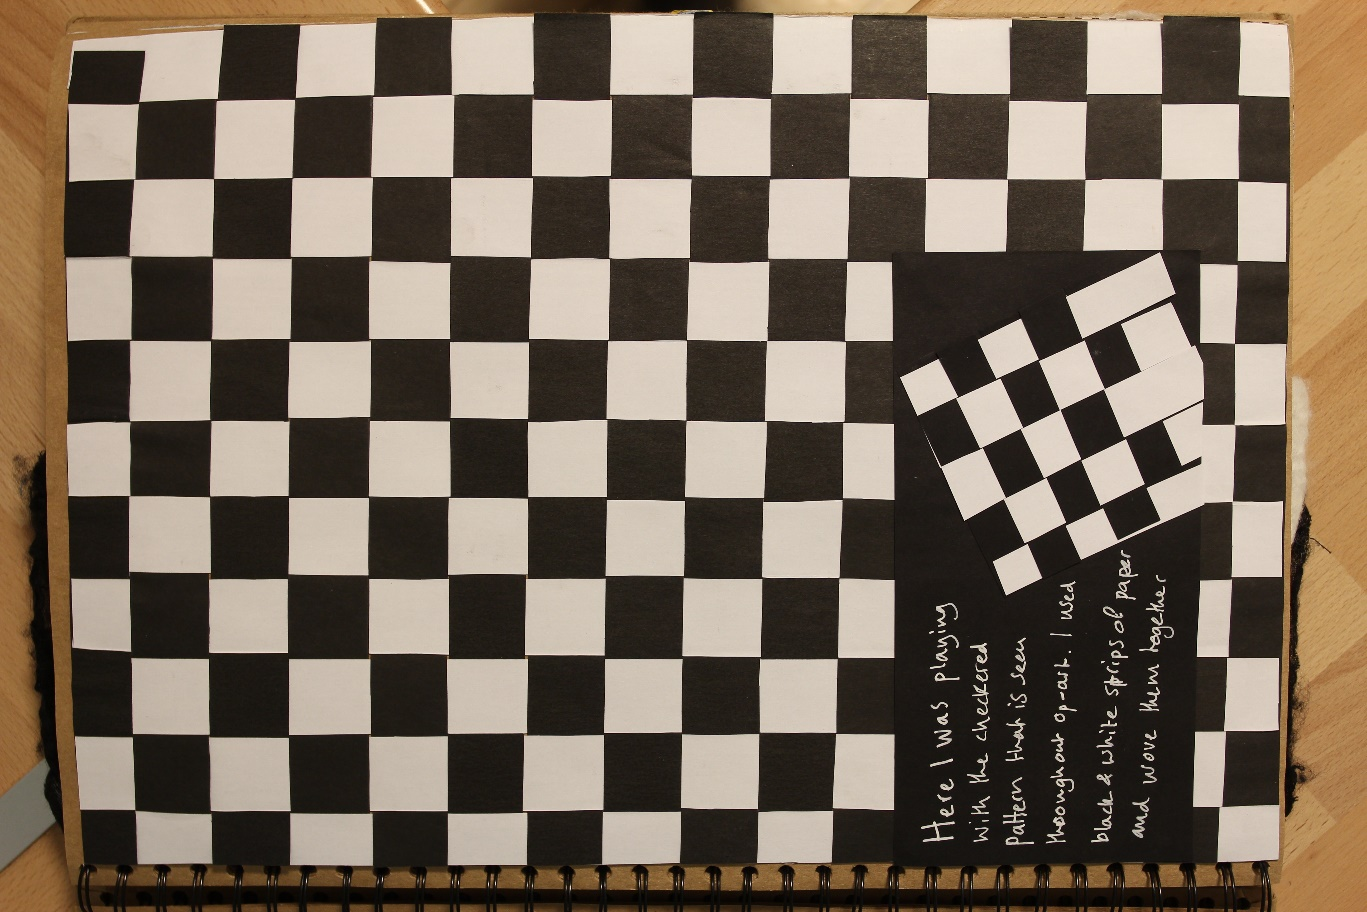 Here I was playing
with the checkered
pattern that is seen
throonghout op-art. I used
black & white strips of paper
and wove them together